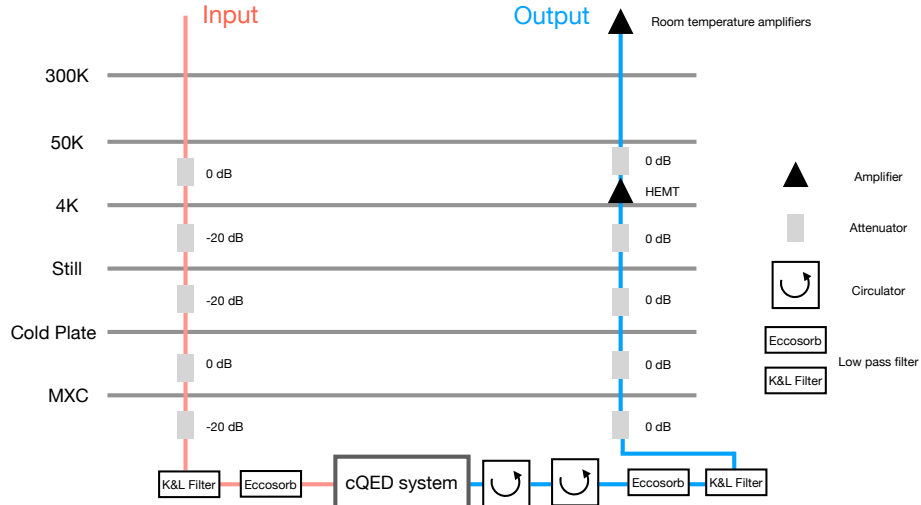 Input
Output
Room temperature amplifiers
300K
50K
0 dB
0 dB
HEMT
4K
-20 dB
0 dB
Still
-20 dB
0 dB
Cold Plate
0 dB
0 dB
MXC
-20 dB
0 dB
K&L Filter
Eccosorb
cQED system
Eccosorb
K&L Filter
Amplifier
Attenuator
Circulator
Eccosorb
Low pass filter
K&L Filter